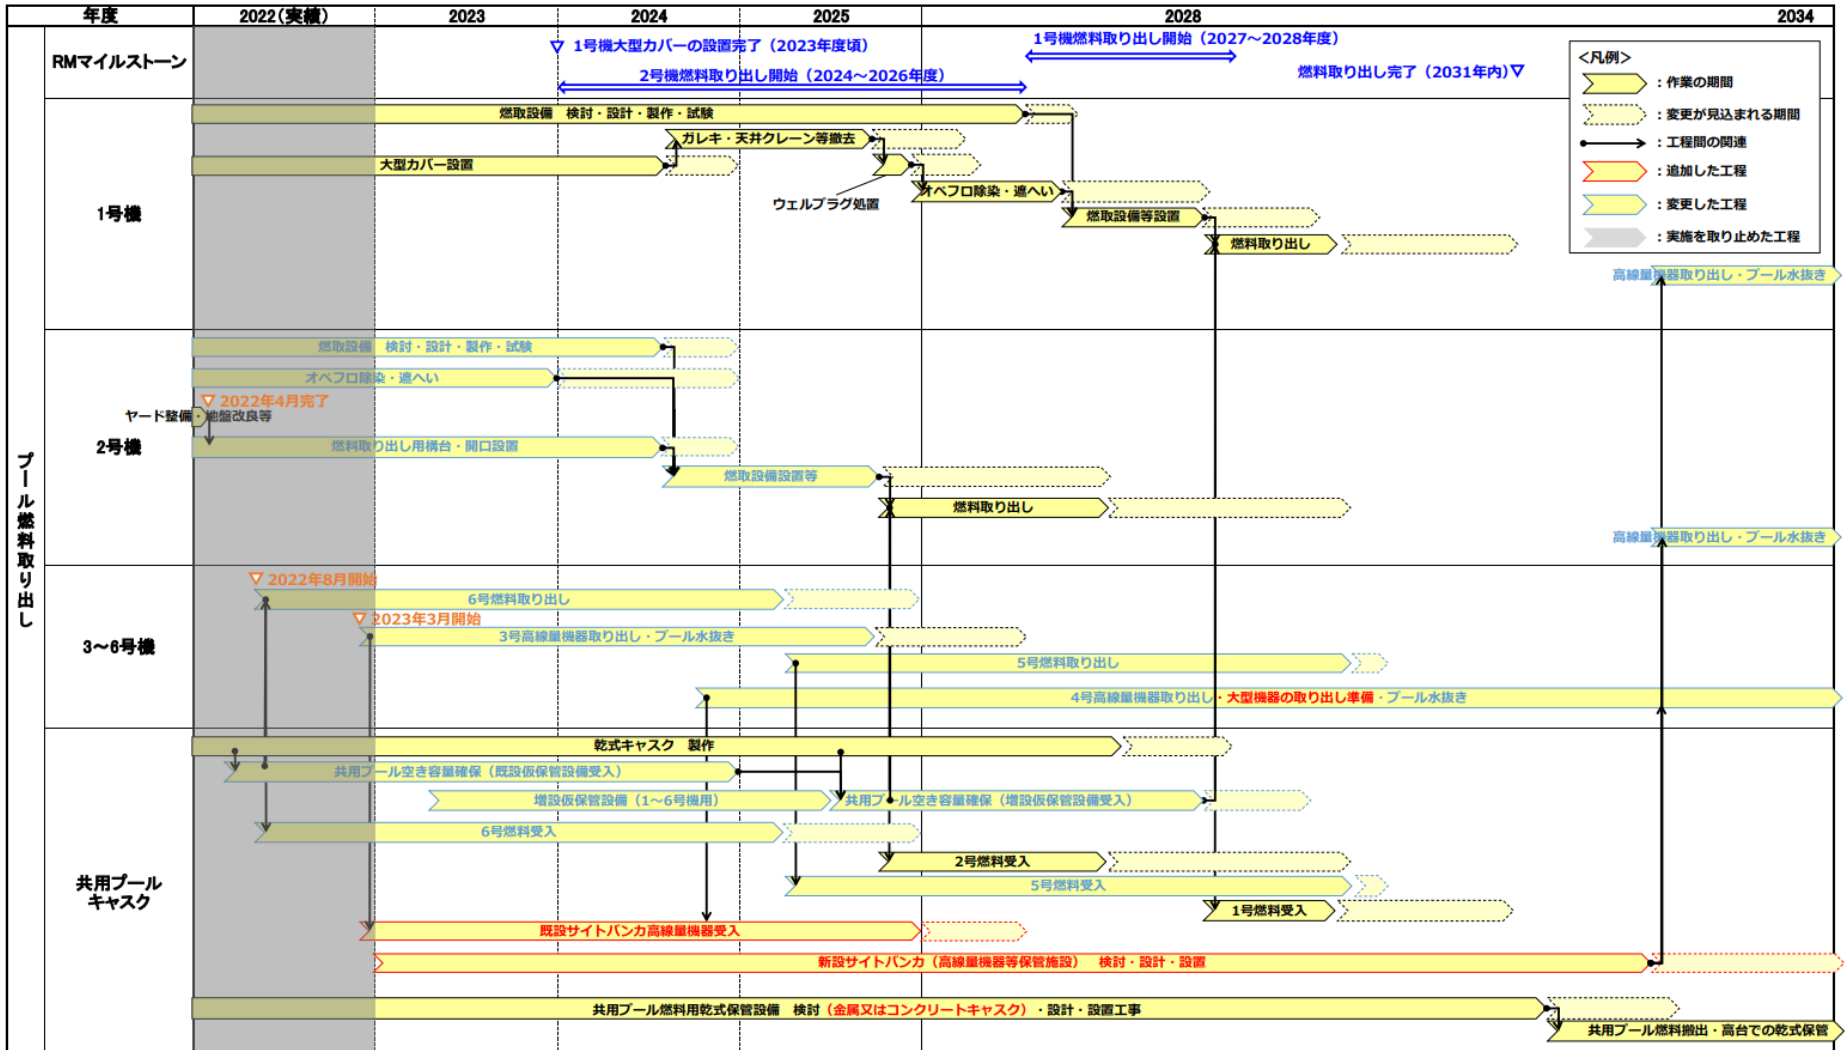 年度
2022(実績)
2023
2024
2025
2028
2034
プール燃料取り出し
RMマイルストーン
1号機大型カバーの設置完了（2023年度頃）
2号機燃料取り出し開始（2024～2026年度）
1号機燃料取り出し開始（2027～2028年度）
燃料取り出し完了（2031年内）
＜凡例＞
：作業の期間
：変更が見込まれる期間
：工程間の関連
：追加した工程
：変更した工程
：実施を取り止めた工程
1号機
燃取設備　検討・設計・製作・試験
ガレキ・天井クレーン等撤去
大型カバー設置
ウェルプラグ処置
オペフロ除染・遮へい
燃取設備等設置
燃料取り出し
高線量機器取り出し・プール水抜き
2号機
燃取設備　検討・設計・製作・試験
オペフロ除染・遮へい
2022年4月完了
ヤード整備・地盤改良等
燃料取り出し用構台・開口設置
燃取設備設置等
燃料取り出し
高線量機器取り出し・プール水抜き
3～6号機
2022年8月開始
6号燃料取り出し
2023年3月開始
3号高線量機器取り出し・プール水抜き
5号燃料取り出し
4号高線量機器取り出し・大型機器の取り出し準備・プール水抜き
共用プール
キャスク
乾式キャスク　製作
共用プール空き容量確保（既設仮保管設備受入）
増設仮保管設備（1～6号機用）
共用プール空き容量確保（増設仮保管設備受入）
6号燃料受入
2号燃料受入
5号燃料受入
1号燃料受入
既設サイトバンカ高線量機器受入
新設サイトバンカ（高線量機器等保管施設）　検討・設計・設置
共用プール燃料用乾式保管設備　検討（金属又はコンクリートキャスク）・設計・設置工事
共用プール燃料搬出・高台での乾式保管